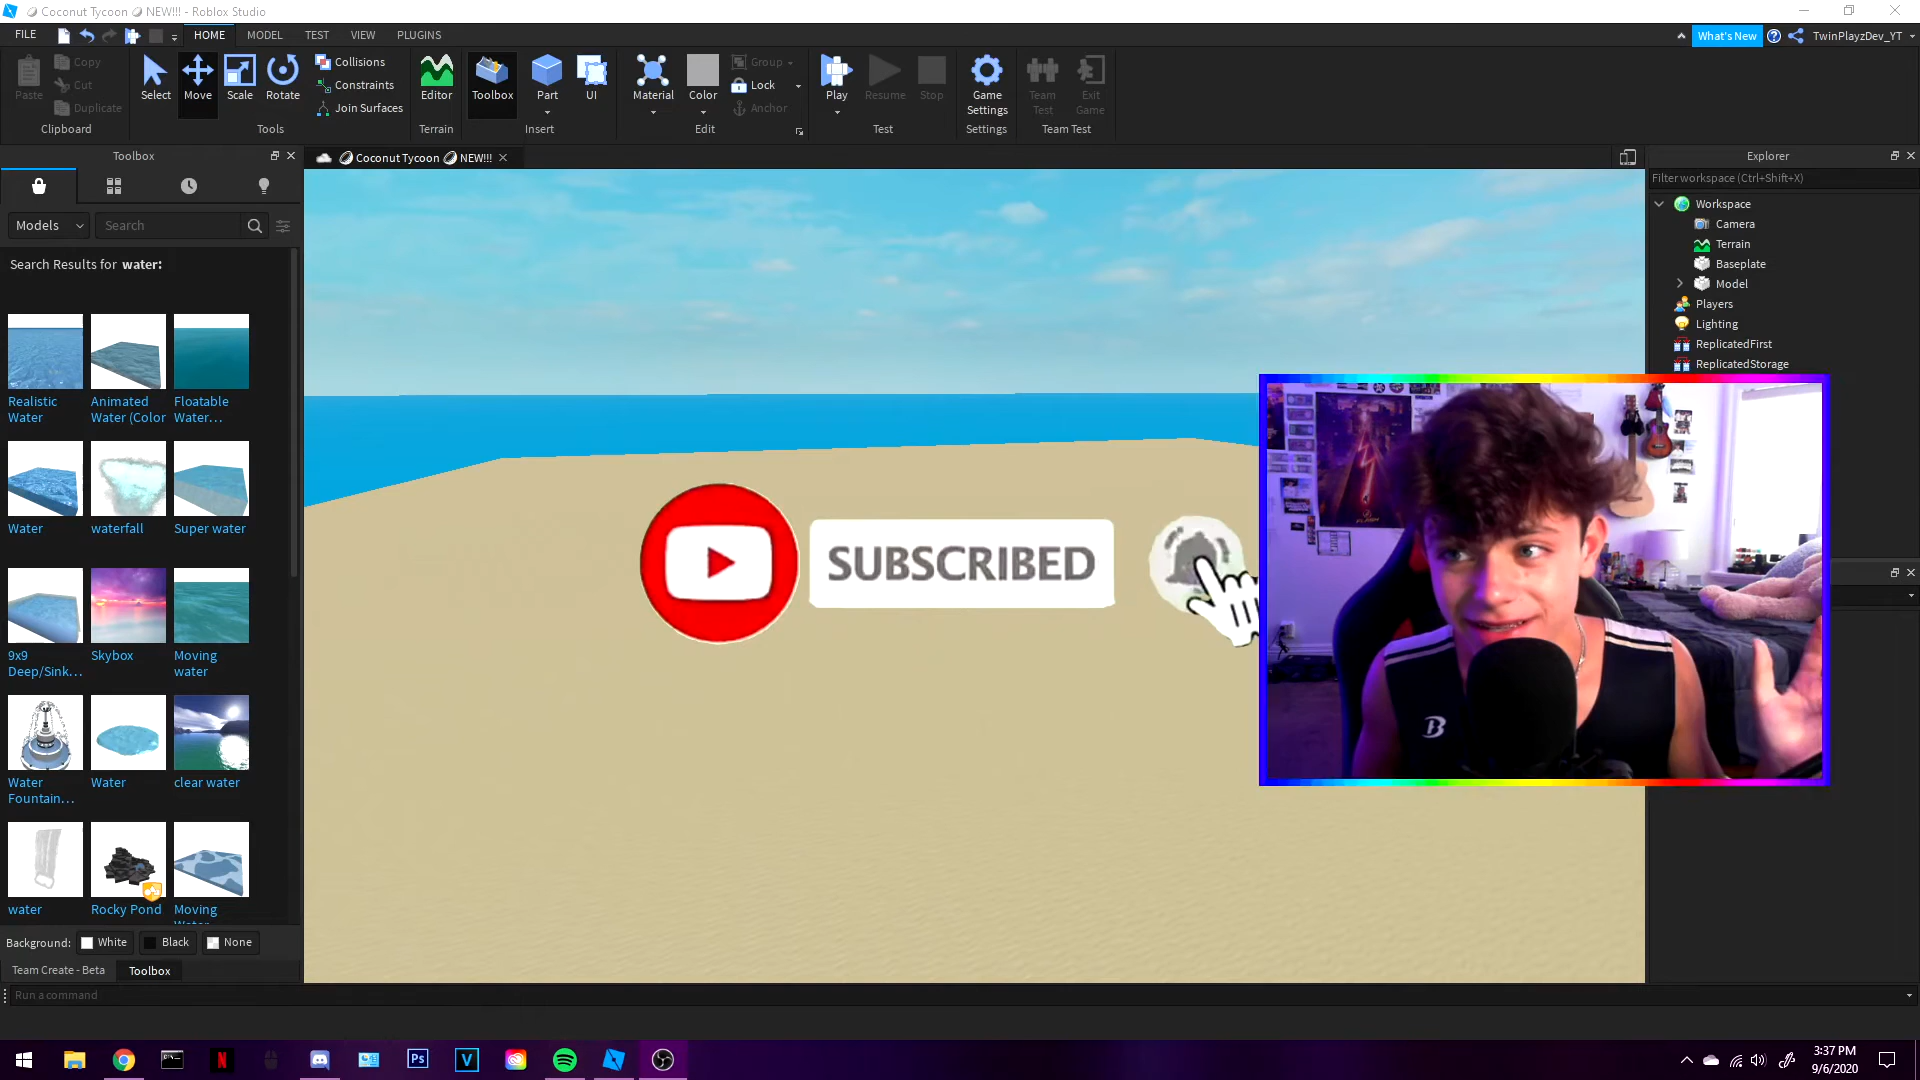 Coconut Tycoon NEW!!! - Roblox Studio
FILE
HOME
MODEL
TEST
VIEW
PLUGINS
What's New
TwinPlayzDev_YT
Paste
Copy
Cut
Duplicate
Clipboard
Select
Move
Scale
Rotate
Collisions
Constraints
Join Surfaces
Tools
Editor
Terrain
Toolbox
Part
UI
Insert
Material
Color
Group
Lock
Anchor
Edit
Play
Resume
Stop
Test
Game Settings
Settings
Team Test
Exit Game
Team Test
Toolbox
Coconut Tycoon NEW!!!
Explorer
Models
Search
Filter workspace (Ctrl+Shift+X)
Search Results for water:
Workspace
Camera
Terrain
Baseplate
Model
Players
Lighting
ReplicatedFirst
ReplicatedStorage
Realistic Water
Animated Water (Color
Floatable Water...
Water
waterfall
Super water
9x9 Deep/Sink...
Skybox
Moving water
Water Fountain...
Water
clear water
water
Rocky Pond
Moving Water
SUBSCRIBED
B
Background:
White
Black
None
Team Create - Beta
Toolbox
Run a command
Ps
V
3:37 PM
9/6/2020